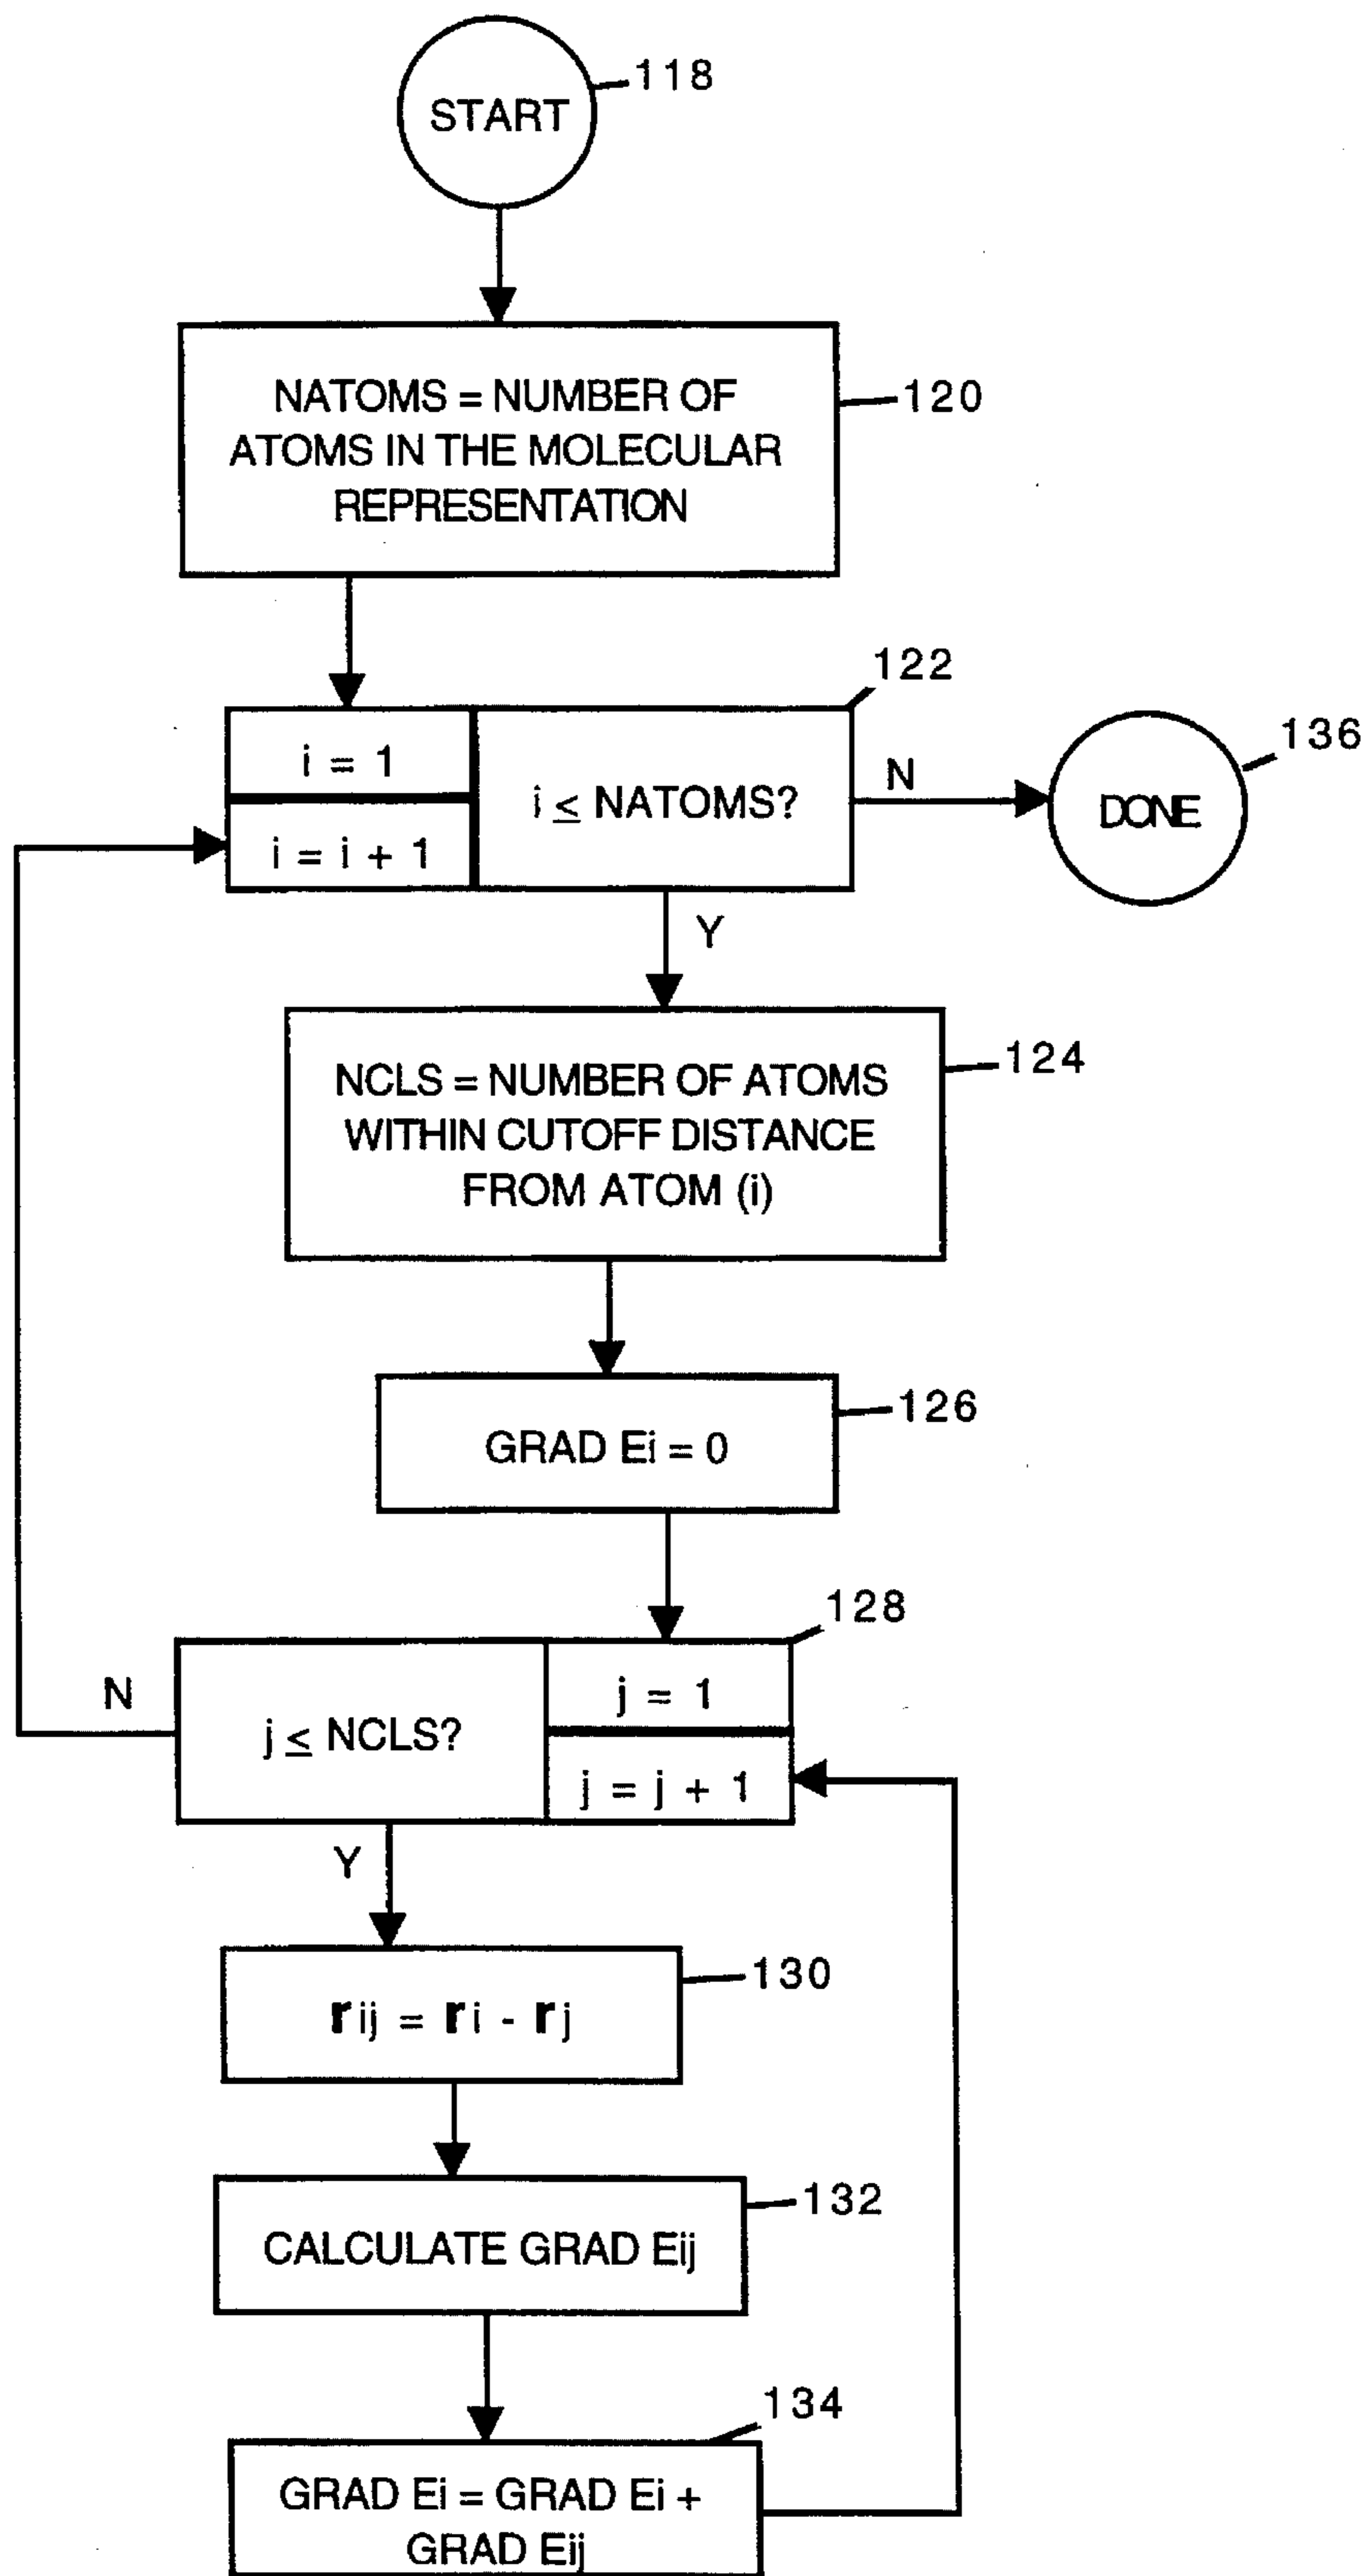 START
118
NATOMS = NUMBER OF
ATOMS IN THE MOLECULAR
REPRESENTATION
120
122
i = 1
i = i + 1
i ≤ NATOMS?
N
DONE
136
Y
NCLS = NUMBER OF ATOMS
WITHIN CUTOFF DISTANCE
FROM ATOM (i)
124
GRAD Ei = 0
126
128
N
j ≤ NCLS?
j = 1
j = j + 1
Y
rij = ri - rj
130
CALCULATE GRAD Eij
132
134
GRAD Ei = GRAD Ei +
GRAD Eij